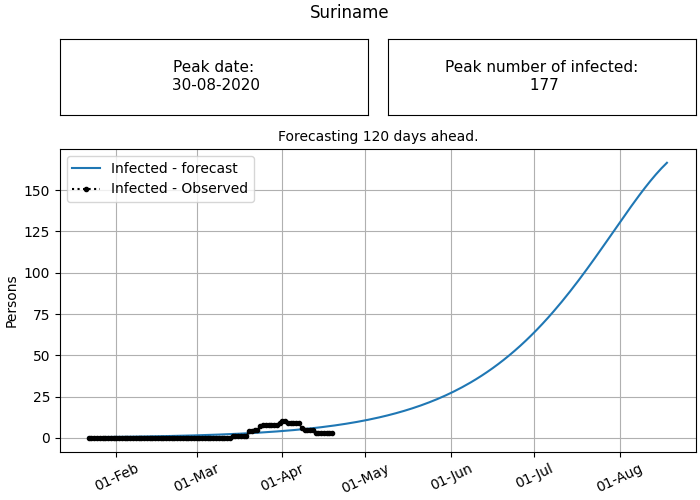 Suriname
Peak date:
30-08-2020
Peak number of infected:
177
Forecasting 120 days ahead.
Infected - forecast
Infected - Observed
150
125
100
75
50
25
0
Persons
01-Feb
01-Mar
01-Apr
01-May
01-Jun
01-Jul
01-Aug